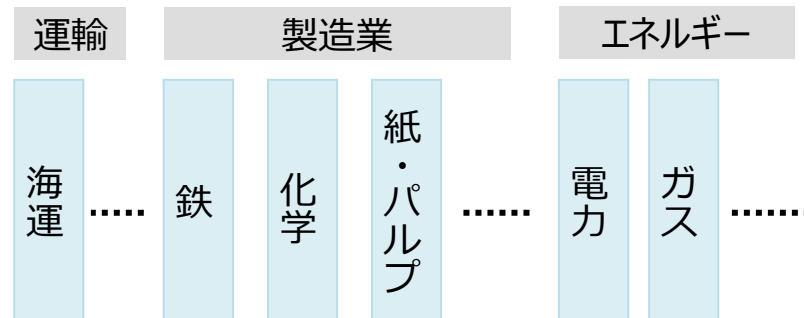 運輸
製造業
エネルギー
海運
……
鉄
化学
紙・パルプ
……
電力
ガス
……